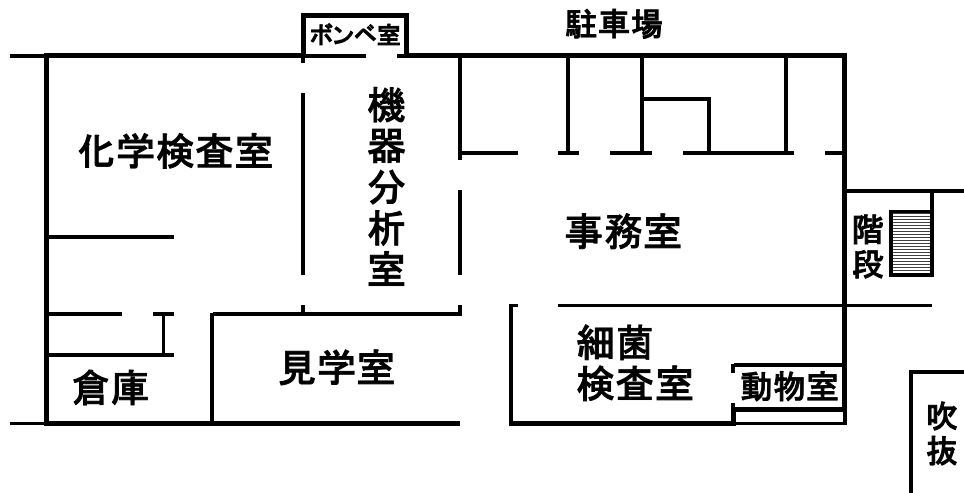 駐車場
ボンベ室
化学検査室
機器分析室
事務室
階段
見学室
細菌
検査室
倉庫
動物室
吹抜